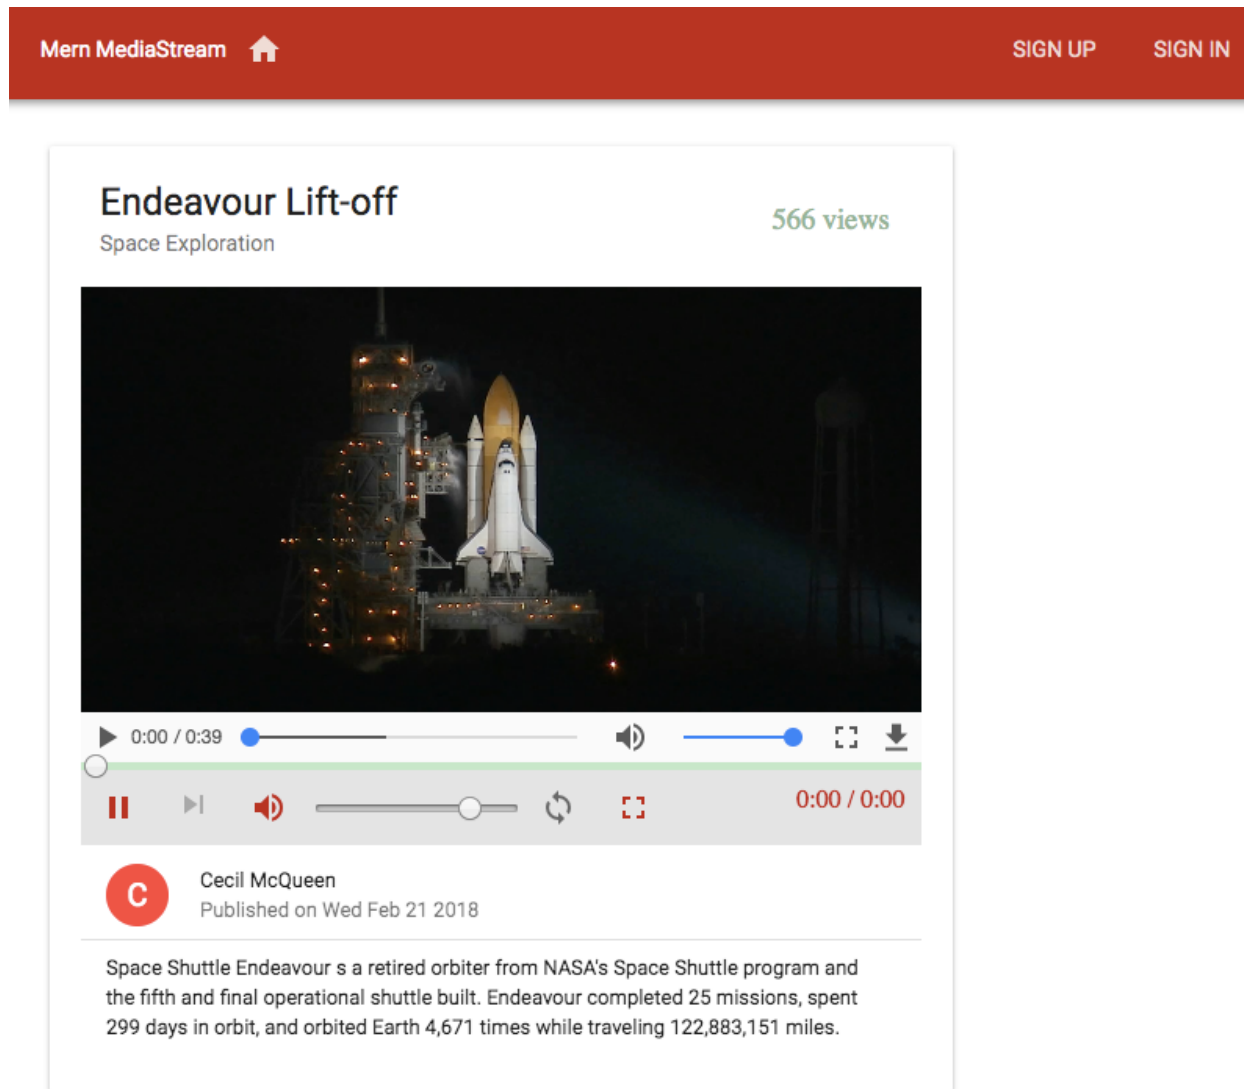 Mern MediaStream SIGN UP SIGN IN
Endeavour Lift-off
566 views
Space Exploration
0:00 / 0:39
0:00 / 0:00
C
Cecil McQueen
Published on Wed Feb 21 2018
Space Shuttle Endeavour s a retired orbiter from NASA's Space Shuttle program and
the fifth and final operational shuttle built. Endeavour completed 25 missions, spent
299 days in orbit, and orbited Earth 4,671 times while traveling 122,883,151 miles.